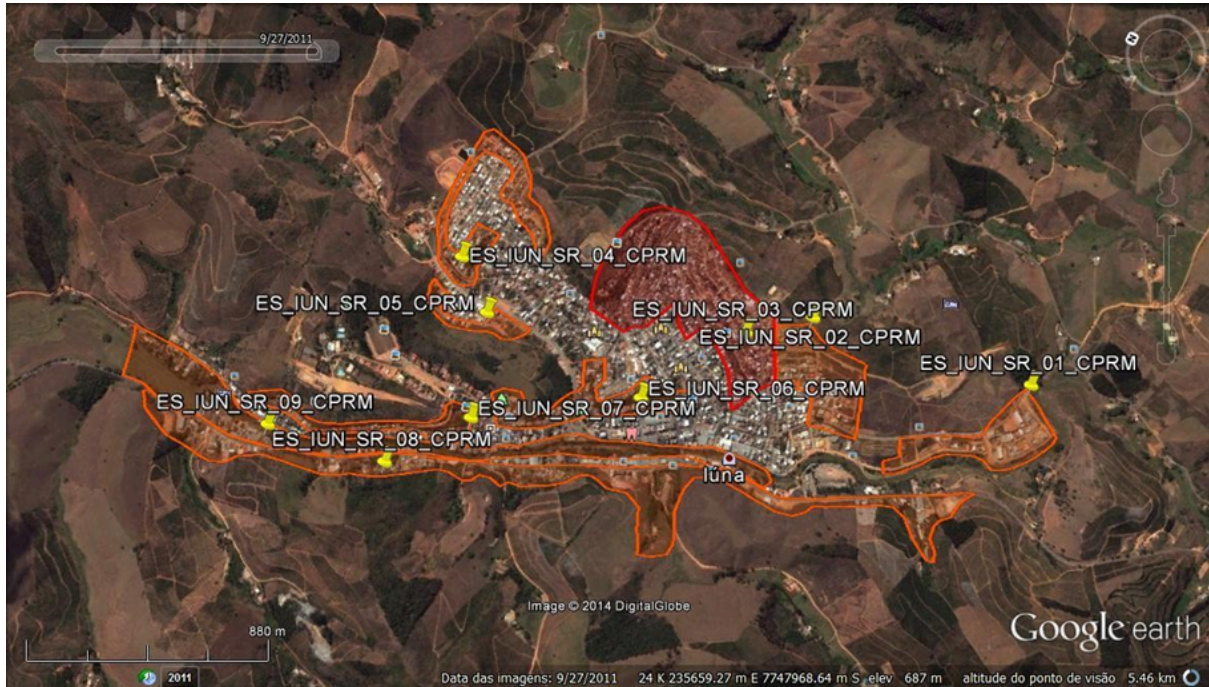 9/27/2011
N
ES_IUN_SR_04_CPRM
ES_IUN_SR_05_CPRM
ES_IUN_SR_03_CPRM
ES_IUN_SR_02_CPRM
ES_IUN_SR_01_CPRM
ES_IUN_SR_06_CPRM
ES_IUN_SR_09_CPRM
ES_IUN_SR_07_CPRM
ES_IUN_SR_08_CPRM
Iúna
Image © 2014 DigitalGlobe
Google earth
880 m
2011
Data das imagens: 9/27/2011 24 K 235659.27 m E 7747968.64 m S elev 687 m altitude do ponto de visão 5.46 km